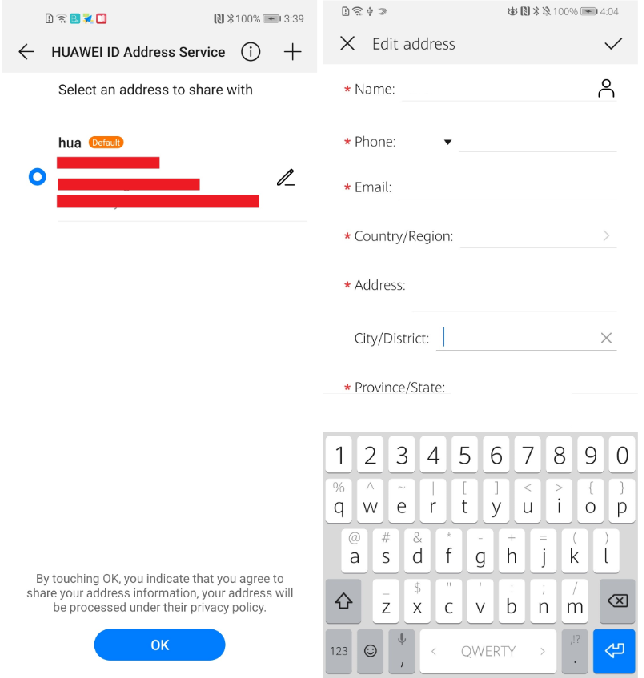 100% 3:39
HUAWEI ID Address Service
Select an address to share with
hua Default
By touching OK, you indicate that you agree to
share your address information, your address will
be processed under their privacy policy.
OK
100% 4:04
Edit address
* Name:
* Phone:
* Email:
* Country/Region:
* Address:
City/District:
* Province/State:
1 2 3 4 5 6 7 8 9 0
% ^ ~ | [ ] < > { }
q w e r t y u i o p
@ # & * - + = ( )
a s d f g h j k l
_ $ " ' : ; /
z x c v b n m
123 , < QWERTY > ,!? .